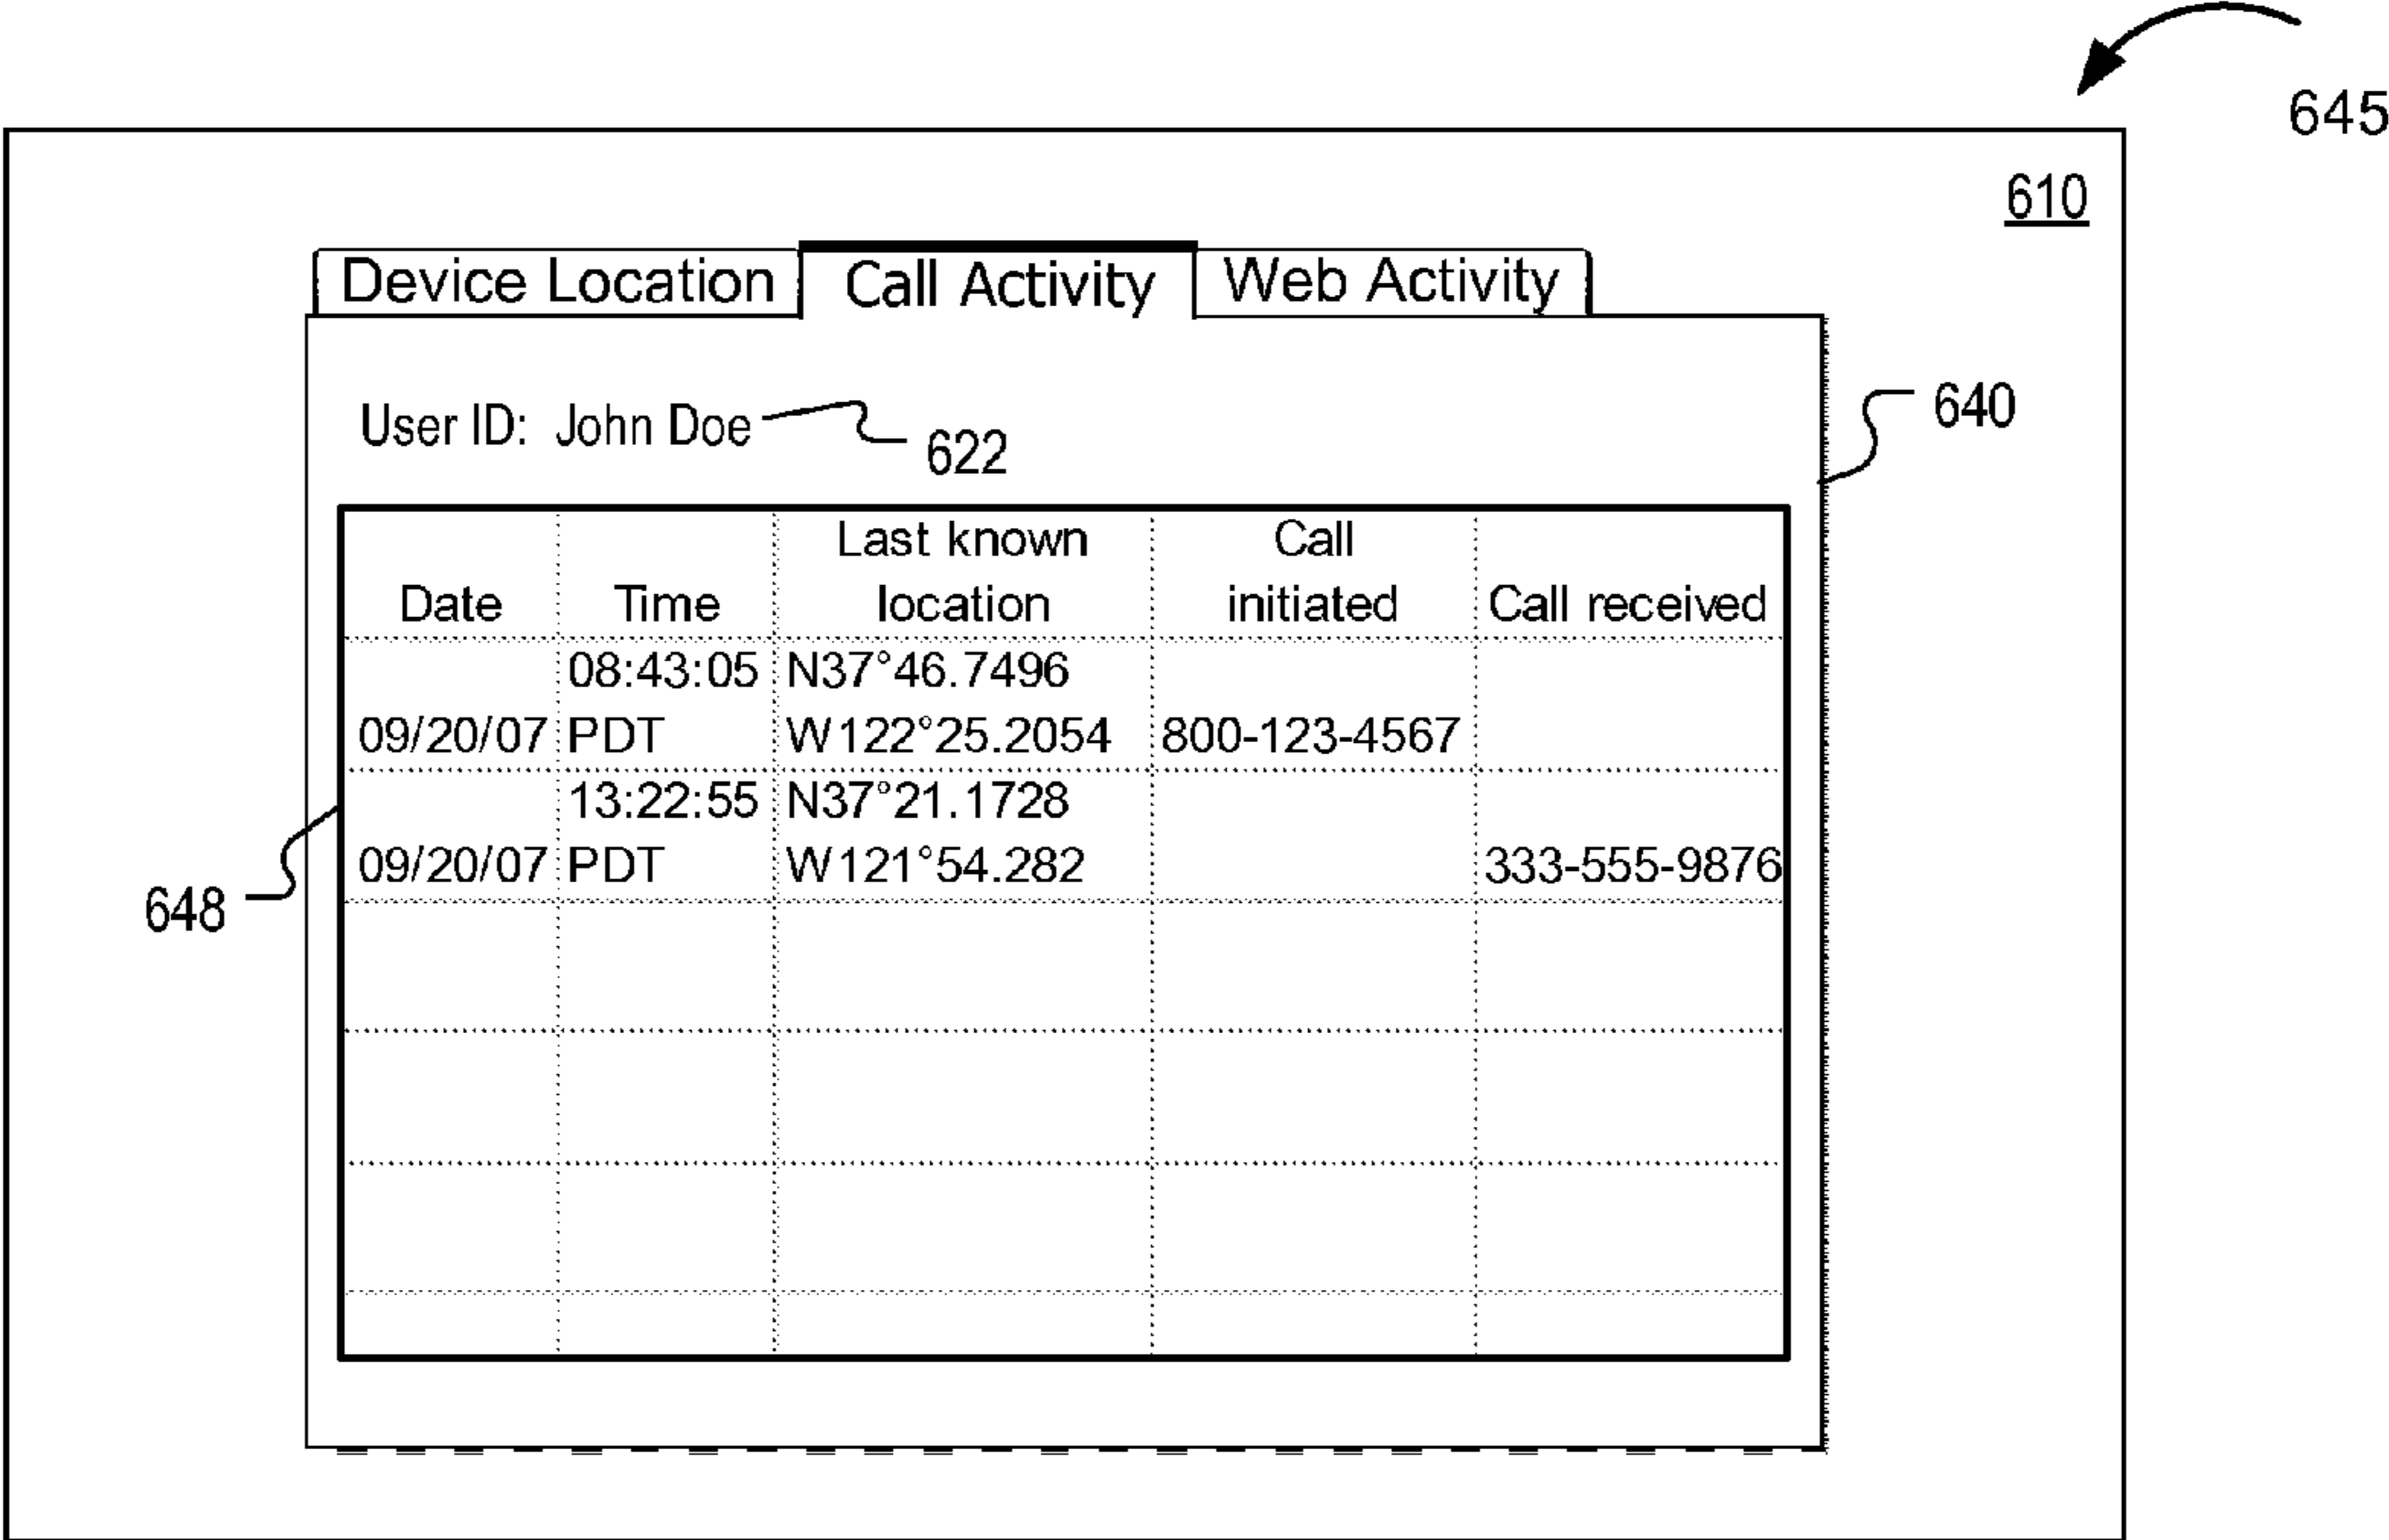 645
610
Device Location Call Activity Web Activity
User ID: John Doe
622
640
Last known Call
Date Time location initiated Call received
08:43:05 N37°46.7496
09/20/07 PDT W122°25.2054 800-123-4567
13:22:55 N37°21.1728
09/20/07 PDT W121°54.282 333-555-9876
648